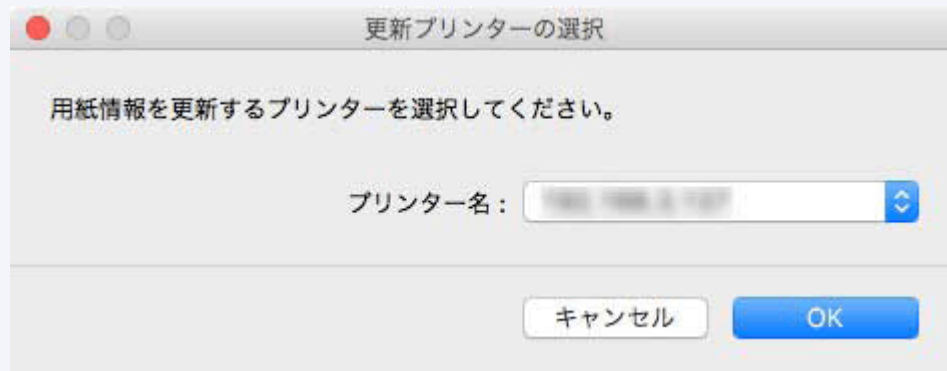 更新プリンターの選択
用紙情報を更新するプリンターを選択してください。
プリンター名：
キャンセル OK